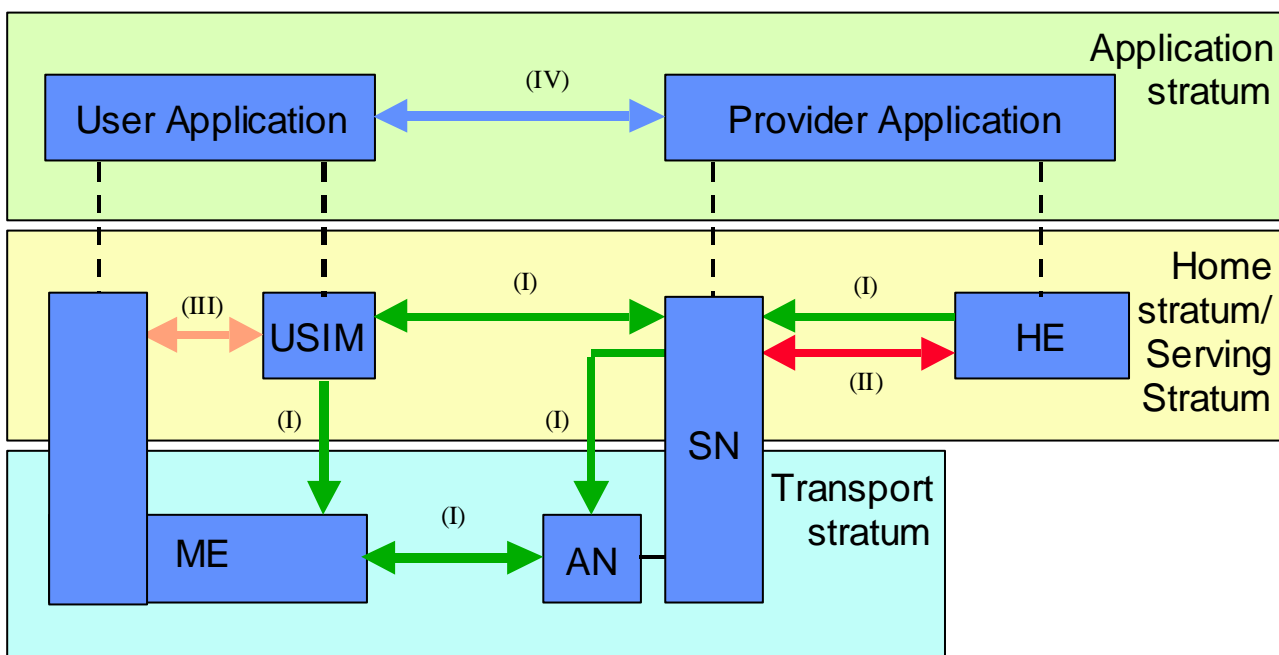 Application
stratum
(IV)
User Application
Provider Application
Home
stratum/
Serving
Stratum
(III)
USIM
(I)
(I)
HE
(II)
(I)
(I)
SN
Transport
stratum
(I)
ME
AN